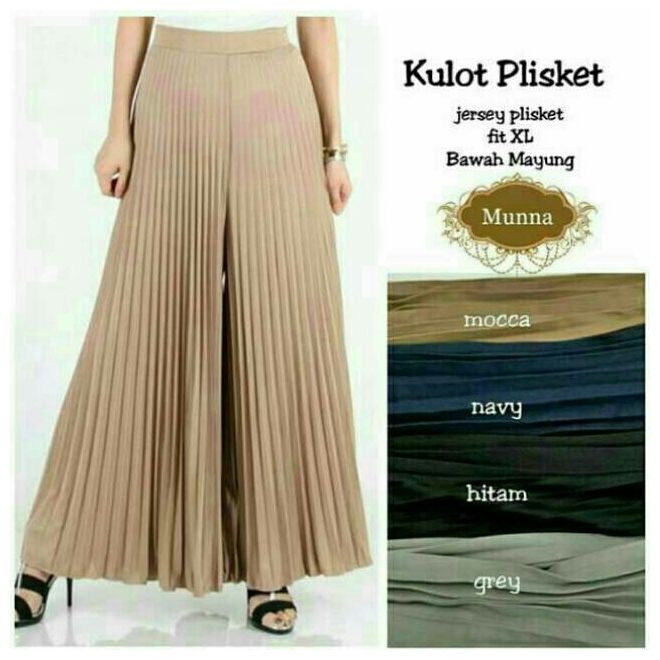 Kulot Plisket
jersey plisket
fit XL
Bawah Mayung
Munna
mocca
navy
hitam
grey